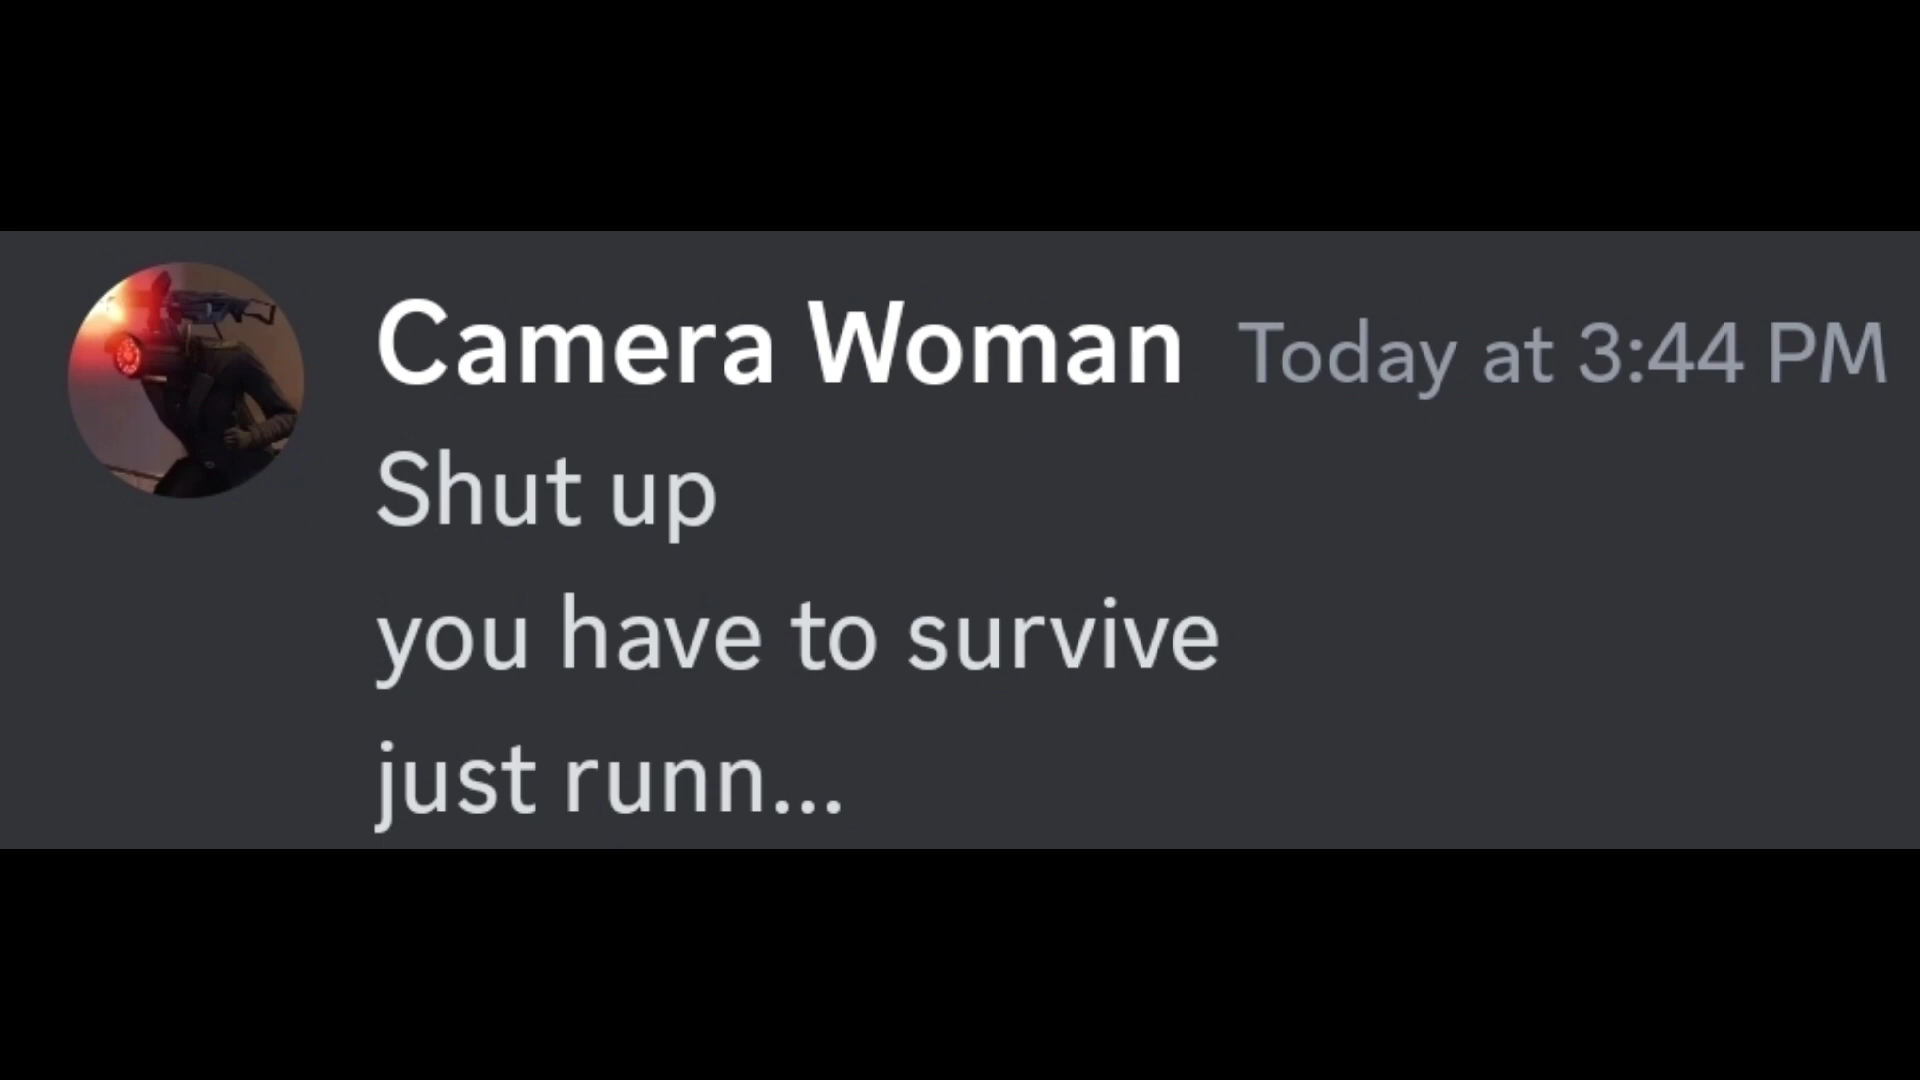 Camera Woman Today at 3:44 PM
Shut up
you have to survive
just runn...